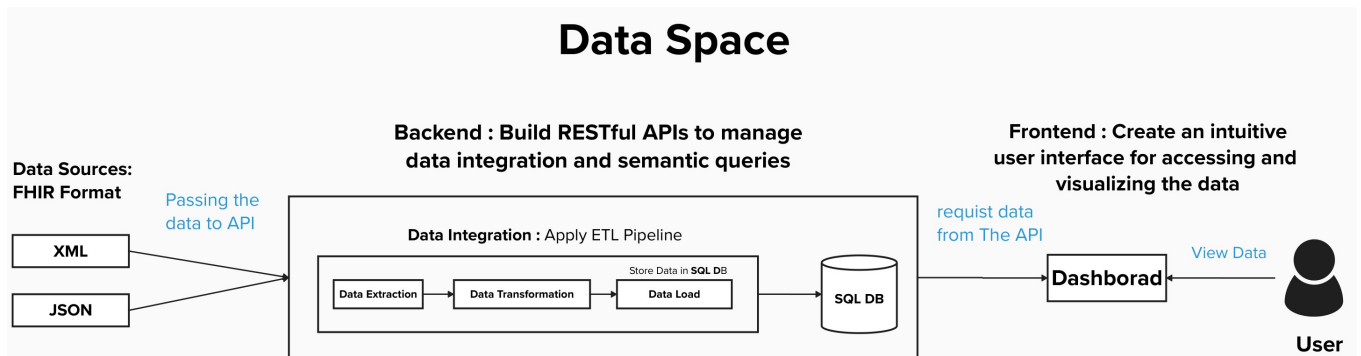 Data Space
Data Sources:
FHIR Format
XML
JSON
Passing the
data to API
Backend : Build RESTful APIs to manage
data integration and semantic queries
Data Integration : Apply ETL Pipeline
Store Data in SQL DB
Data Extraction
Data Transformation
Data Load
SQL DB
requist data
from The API
Frontend : Create an intuitive
user interface for accessing and
visualizing the data
Dashborad
View Data
User